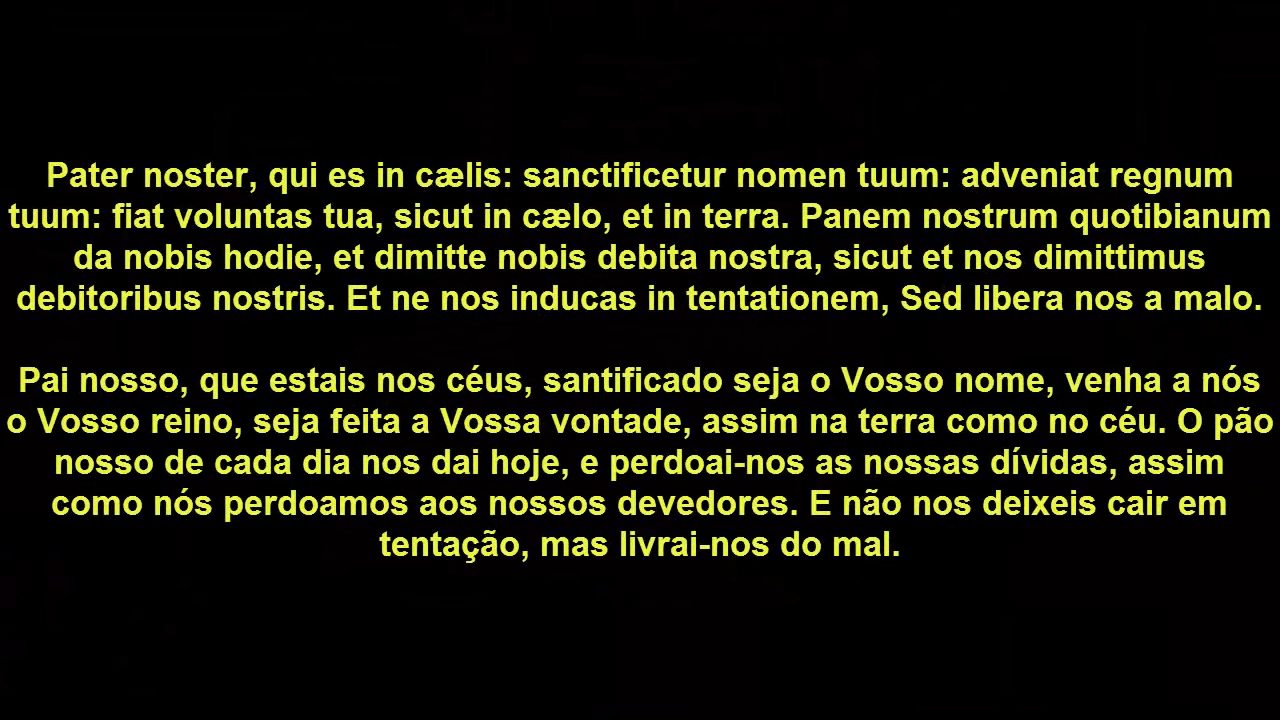 Pater noster, qui es in cælis: sanctificetur nomen tuum: adveniat regnum
tuum: fiat voluntas tua, sicut in cælo, et in terra. Panem nostrum quotibianum
da nobis hodie, et dimitte nobis debita nostra, sicut et nos dimittimus
debitoribus nostris. Et ne nos inducas in tentationem, Sed libera nos a malo.
Pai nosso, que estais nos céus, santificado seja o Vosso nome, venha a nós
o Vosso reino, seja feita a Vossa vontade, assim na terra como no céu. O pão
nosso de cada dia nos dai hoje, e perdoai-nos as nossas dívidas, assim
como nós perdoamos aos nossos devedores. E não nos deixeis cair em
tentação, mas livrai-nos do mal.